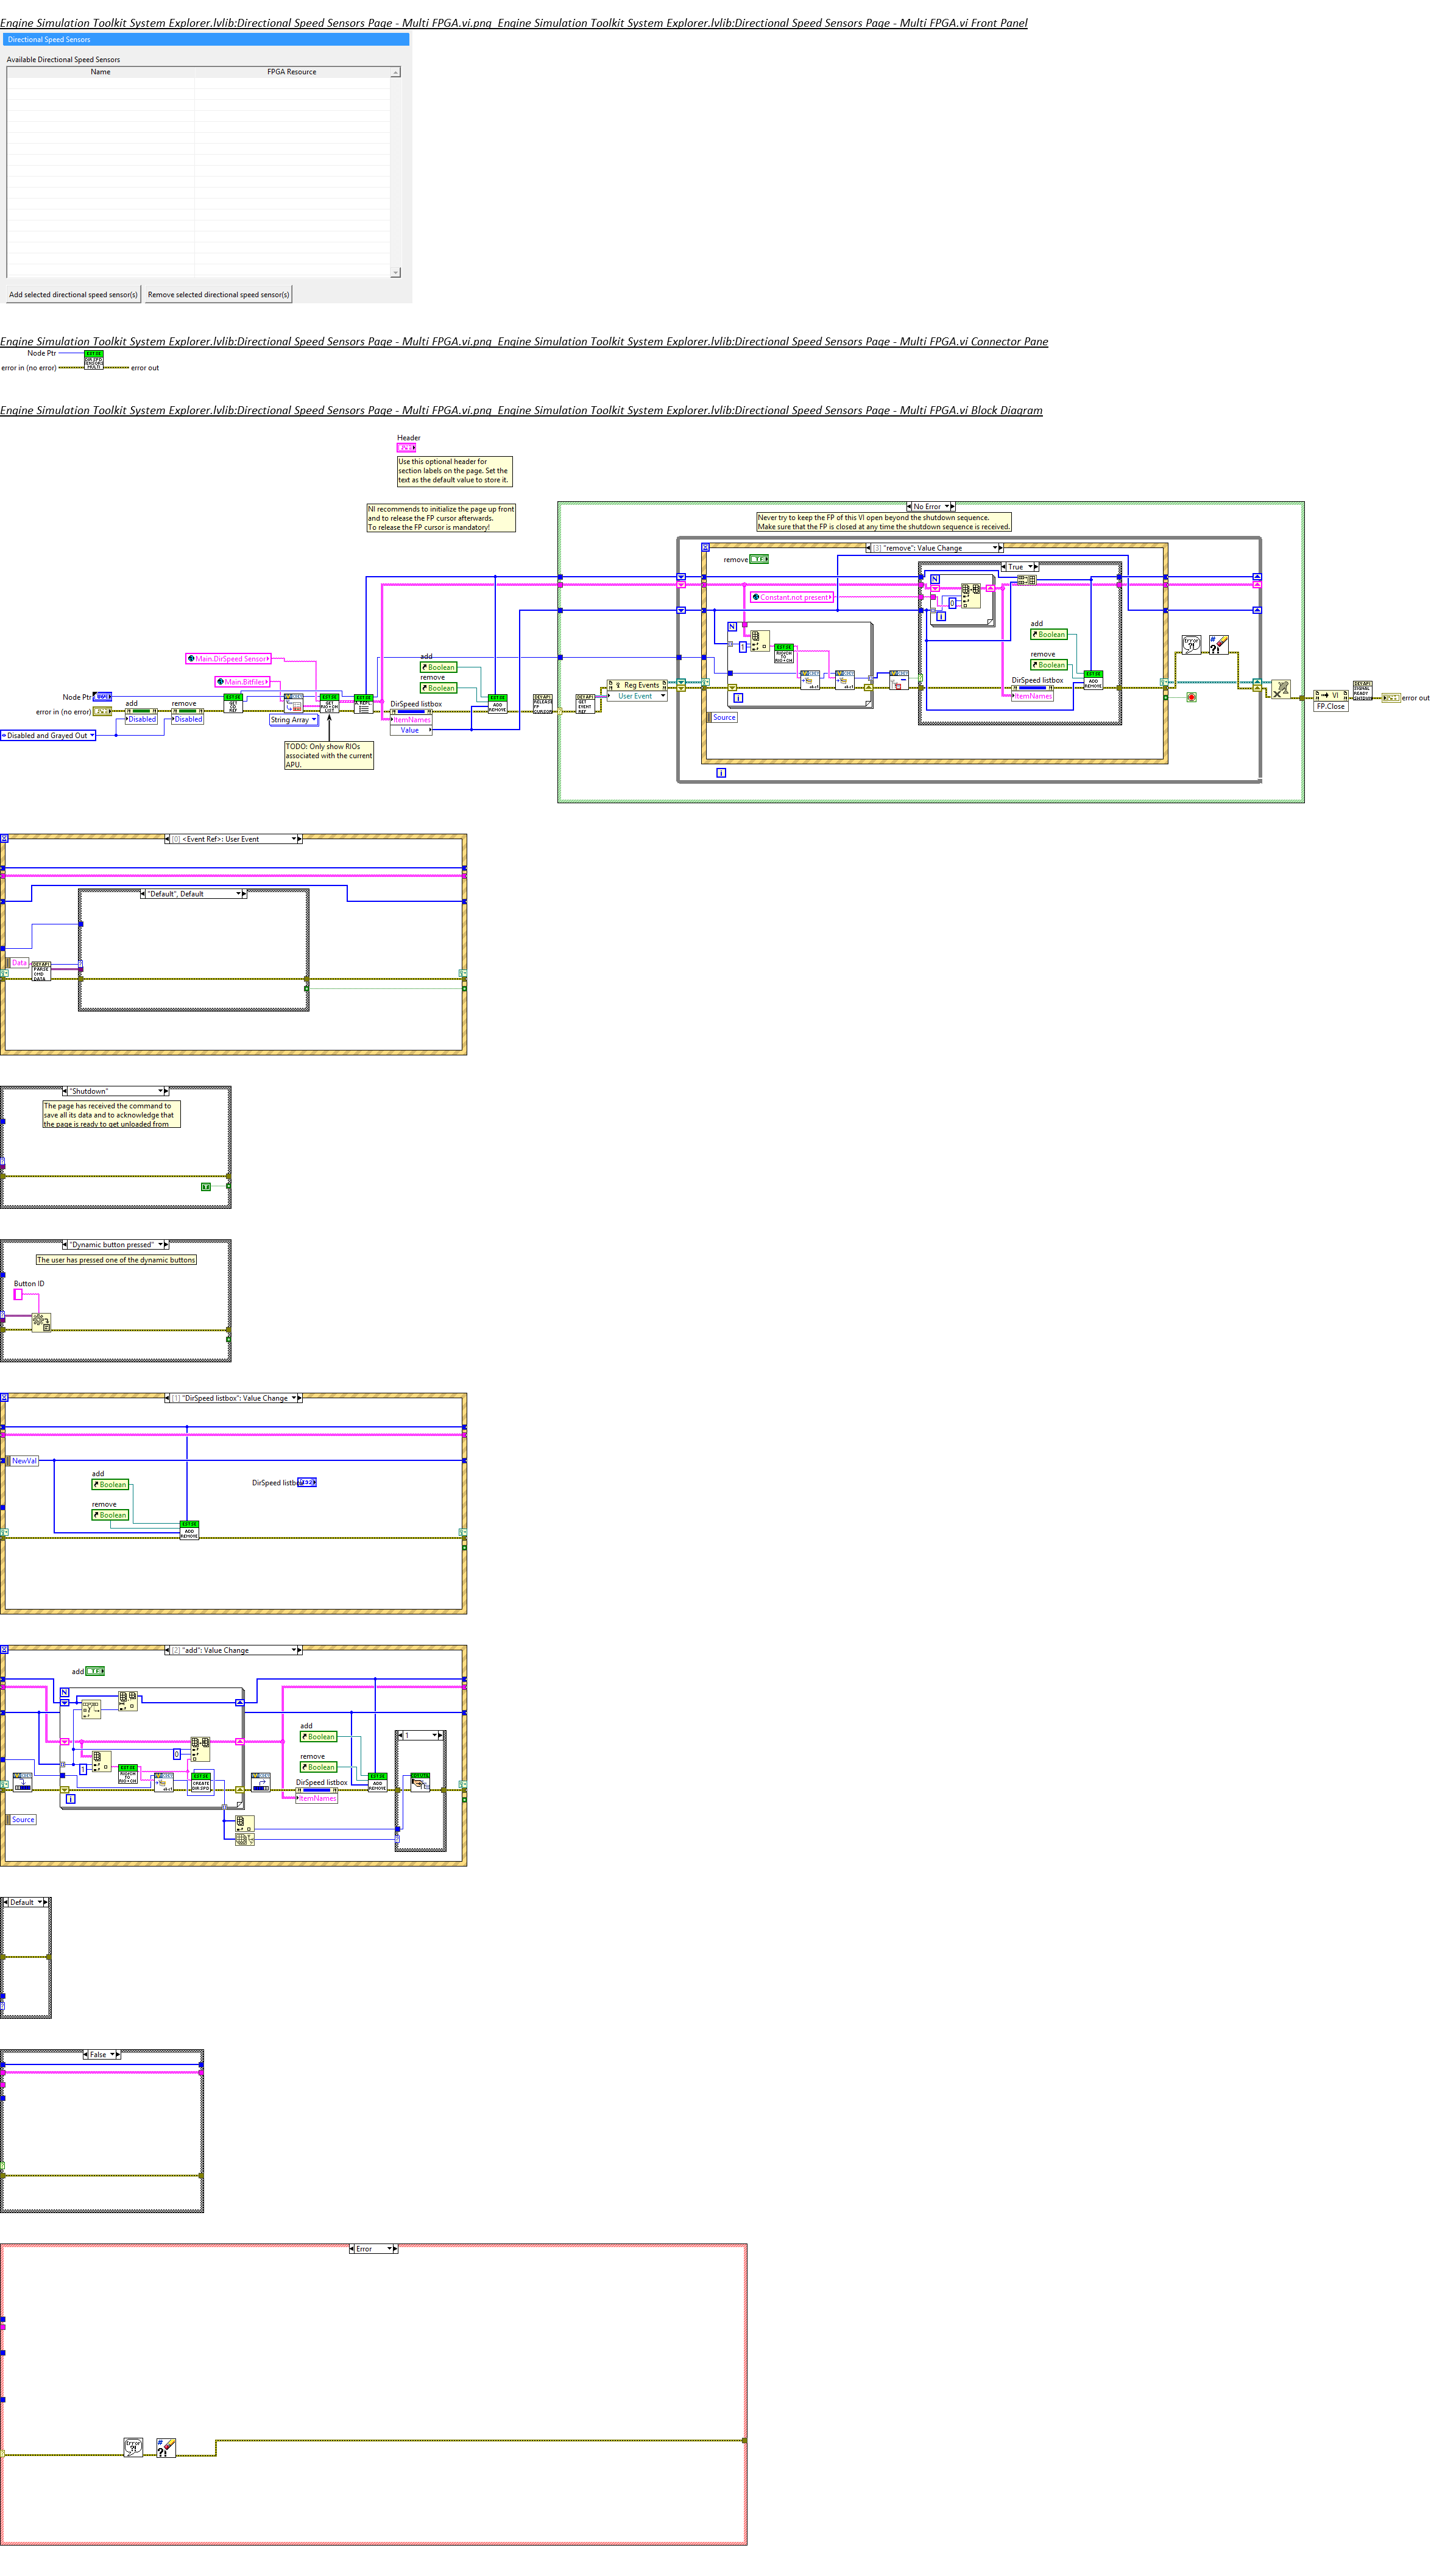 Engine Simulation Toolkit System Explorer.lvlib:Directional Speed Sensors Page - Multi FPGA.vi.png Engine Simulation Toolkit System Explorer.lvlib:Directional Speed Sensors Page - Multi FPGA.vi Front Panel
Directional Speed Sensors
Available Directional Speed Sensors
Name FPGA Resource
Add selected directional speed sensor(s) Remove selected directional speed sensor(s)
Engine Simulation Toolkit System Explorer.lvlib:Directional Speed Sensors Page - Multi FPGA.vi.png Engine Simulation Toolkit System Explorer.lvlib:Directional Speed Sensors Page - Multi FPGA.vi Connector Pane
Node Ptr
error in (no error) error out
Engine Simulation Toolkit System Explorer.lvlib:Directional Speed Sensors Page - Multi FPGA.vi.png Engine Simulation Toolkit System Explorer.lvlib:Directional Speed Sensors Page - Multi FPGA.vi Block Diagram
Header
Use this optional header for
section labels on the page. Set the
text as the default value to store it.
NI recommends to initialize the page up front
and to release the FP cursor afterwards.
To release the FP cursor is mandatory!
No Error
Never try to keep the FP of this VI open beyond the shutdown sequence.
Make sure that the FP is closed at any time the shutdown sequence is received.
[3] "remove": Value Change
remove
True
Constant.not present
add
Boolean
remove
Boolean
DirSpeed listbox
ItemNames
Source
Main.DirSpeed Sensor
Main.Bitfiles
Node Ptr
error in (no error)
add
Disabled
remove
Disabled
Disabled and Grayed Out
String Array
TODO: Only show RIOs
associated with the current
APU.
add
Boolean
remove
Boolean
DirSpeed listbox
ItemNames
Value
Reg Events
User Event
VI
FP.Close
error out
[0] <Event Ref>: User Event
"Default", Default
Data
"Shutdown"
The page has received the command to
save all its data and to acknowledge that
the page is ready to get unloaded from
"Dynamic button pressed"
The user has pressed one of the dynamic buttons
Button ID
[1] "DirSpeed listbox": Value Change
NewVal
add
Boolean
remove
Boolean
DirSpeed listbox
[2] "add": Value Change
add
add
Boolean
remove
Boolean
DirSpeed listbox
ItemNames
1
Source
Default
False
Error